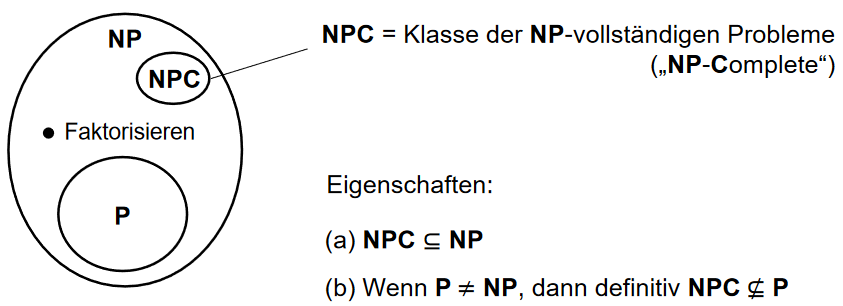 NP
NPC
Faktorisieren
P
NPC = Klasse der NP-vollständigen Probleme
(„NP-Complete“)
Eigenschaften:
(a) NPC ⊆ NP
(b) Wenn P ≠ NP, dann definitiv NPC ⊈ P